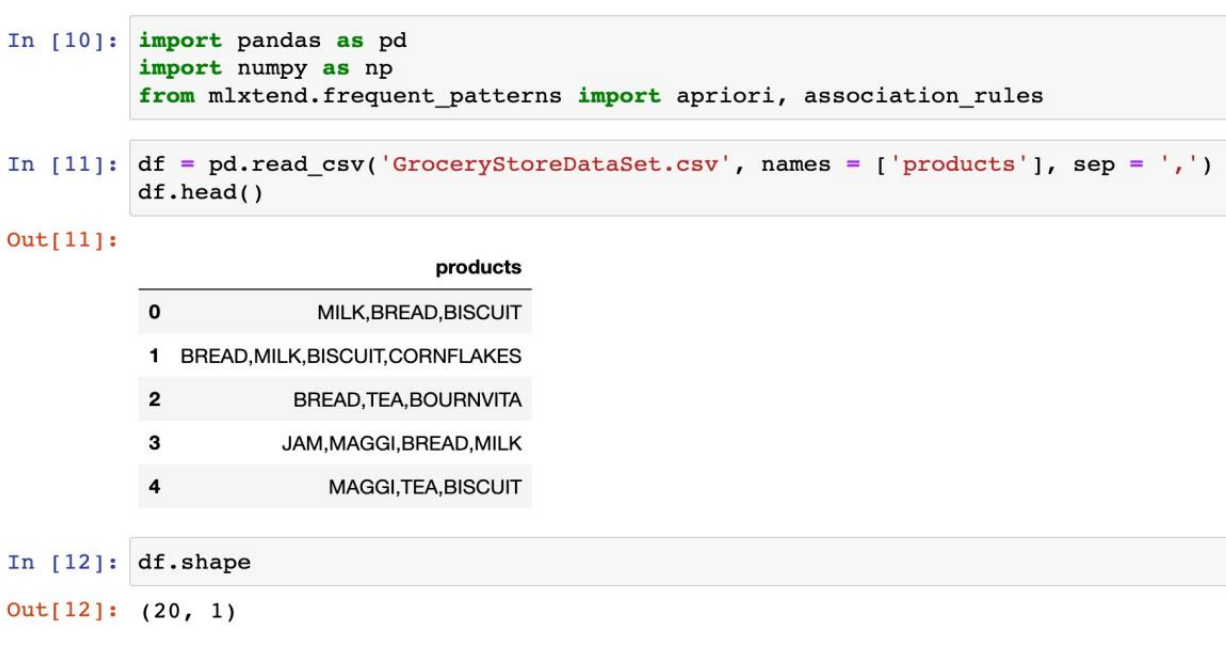 In [10]: import pandas as pd
import numpy as np
from mlxtend.frequent_patterns import apriori, association_rules
In [11]: df = pd.read_csv('GroceryStoreDataSet.csv', names = ['products'], sep = ',')
df.head()
Out[11]:
products
0 MILK,BREAD,BISCUIT
1 BREAD,MILK,BISCUIT,CORNFLAKES
2 BREAD,TEA,BOURNVITA
3 JAM,MAGGI,BREAD,MILK
4 MAGGI,TEA,BISCUIT
In [12]: df.shape
Out[12]: (20, 1)